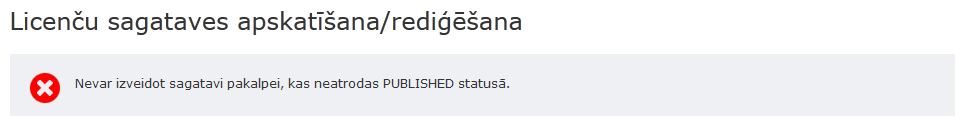 Licenču sagataves apskatīšana/rediģēšana
Nevar izveidot sagatavi pakalpei, kas neatrodas PUBLISHED statusā.